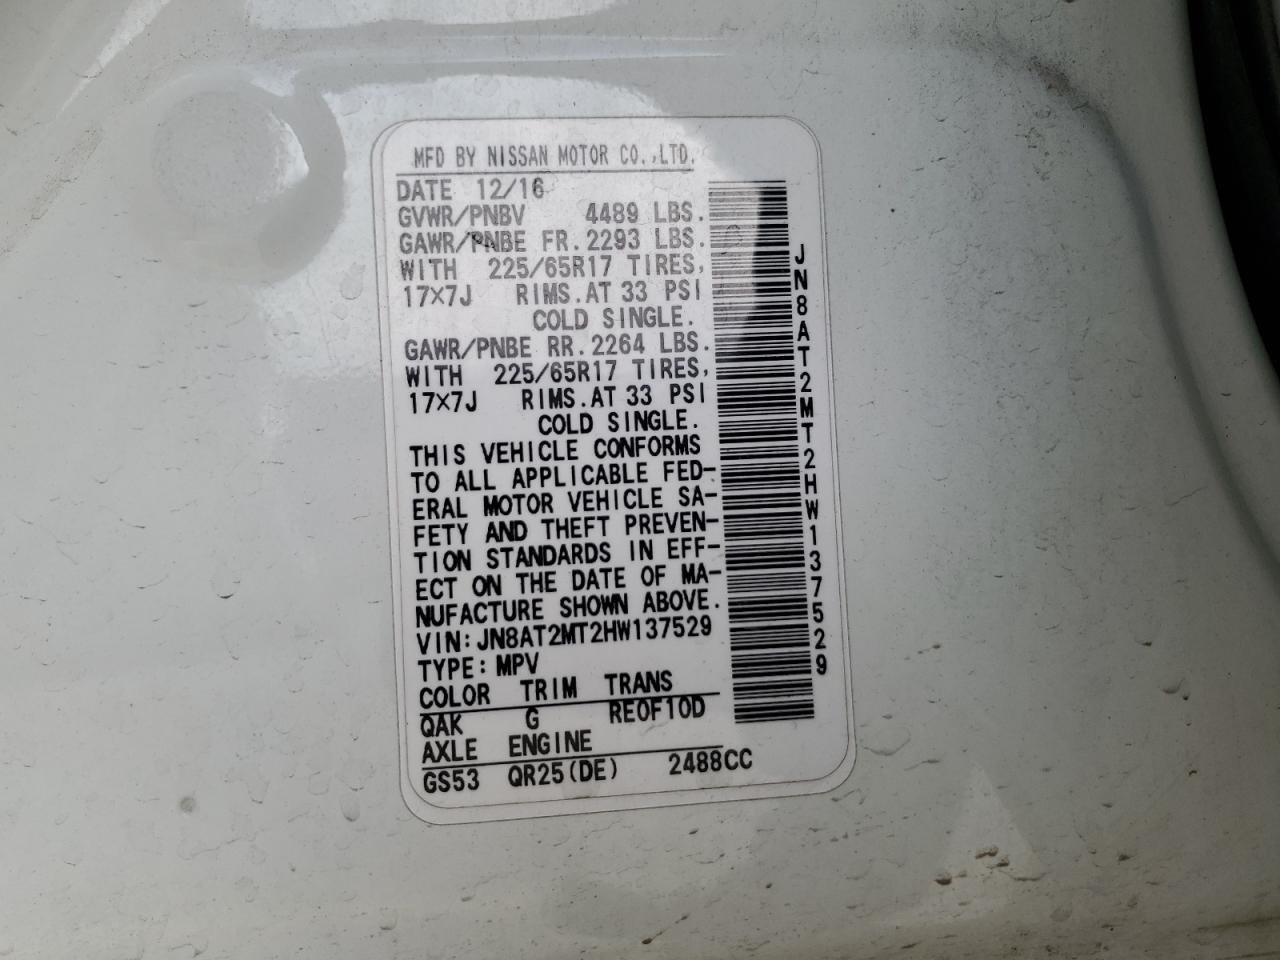 MFD BY NISSAN MOTOR CO.,LTD.
DATE 12/16
GVWR/PNBV 4489 LBS.
GAWR/PNBE FR. 2293 LBS.
WITH 225/65R17 TIRES,
17×7J RIMS. AT 33 PSI
COLD SINGLE.
GAWR/PNBE RR. 2264 LBS.
WITH 225/65R17 TIRES,
17×7J RIMS. AT 33 PSI
COLD SINGLE.
THIS VEHICLE CONFORMS
TO ALL APPLICABLE FED-
ERAL MOTOR VEHICLE SA-
FETY AND THEFT PREVEN-
TION STANDARDS IN EFF-
ECT ON THE DATE OF MA-
NUFACTURE SHOWN ABOVE.
VIN: JN8AT2MT2HW137529
TYPE: MPV
COLOR TRIM TRANS
QAK G RE0F10D
AXLE ENGINE
GS53 QR25(DE) 2488CC
JN8AT2MT2HW137529